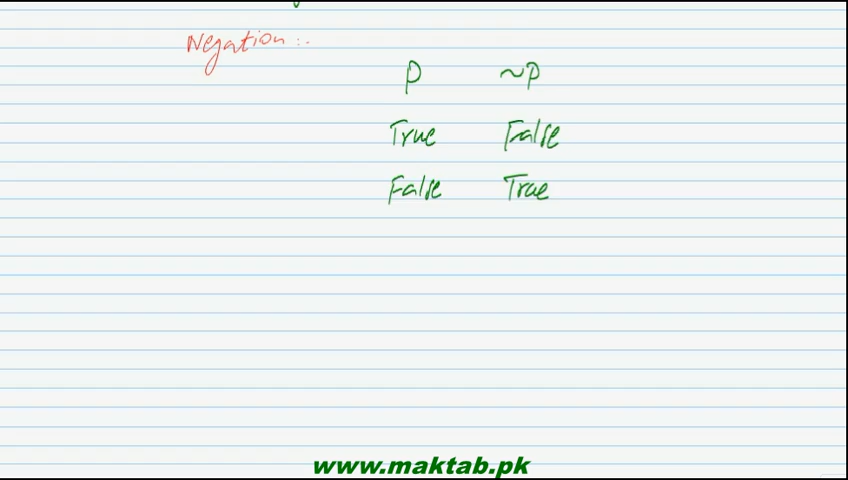 Negation :-
p ~p
True False
False True
www.maktab.pk